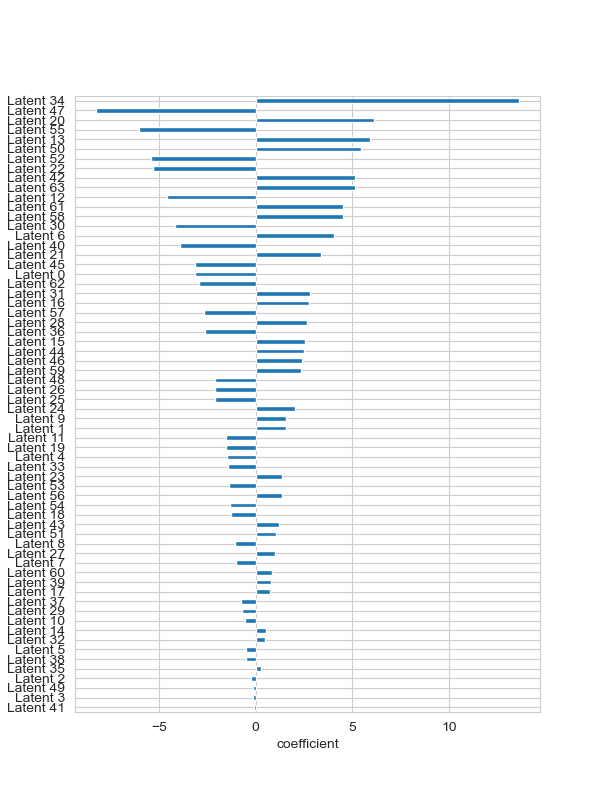 Latent 34
Latent 47
Latent 20
Latent 55
Latent 13
Latent 50
Latent 52
Latent 22
Latent 42
Latent 63
Latent 12
Latent 61
Latent 58
Latent 30
Latent 6
Latent 40
Latent 21
Latent 45
Latent 0
Latent 62
Latent 31
Latent 16
Latent 57
Latent 28
Latent 36
Latent 15
Latent 44
Latent 46
Latent 59
Latent 48
Latent 26
Latent 25
Latent 24
Latent 9
Latent 1
Latent 11
Latent 19
Latent 4
Latent 33
Latent 23
Latent 53
Latent 56
Latent 54
Latent 18
Latent 43
Latent 51
Latent 8
Latent 27
Latent 7
Latent 60
Latent 39
Latent 17
Latent 37
Latent 29
Latent 10
Latent 14
Latent 32
Latent 5
Latent 38
Latent 35
Latent 2
Latent 49
Latent 3
Latent 41
−5 0 5 10
coefficient